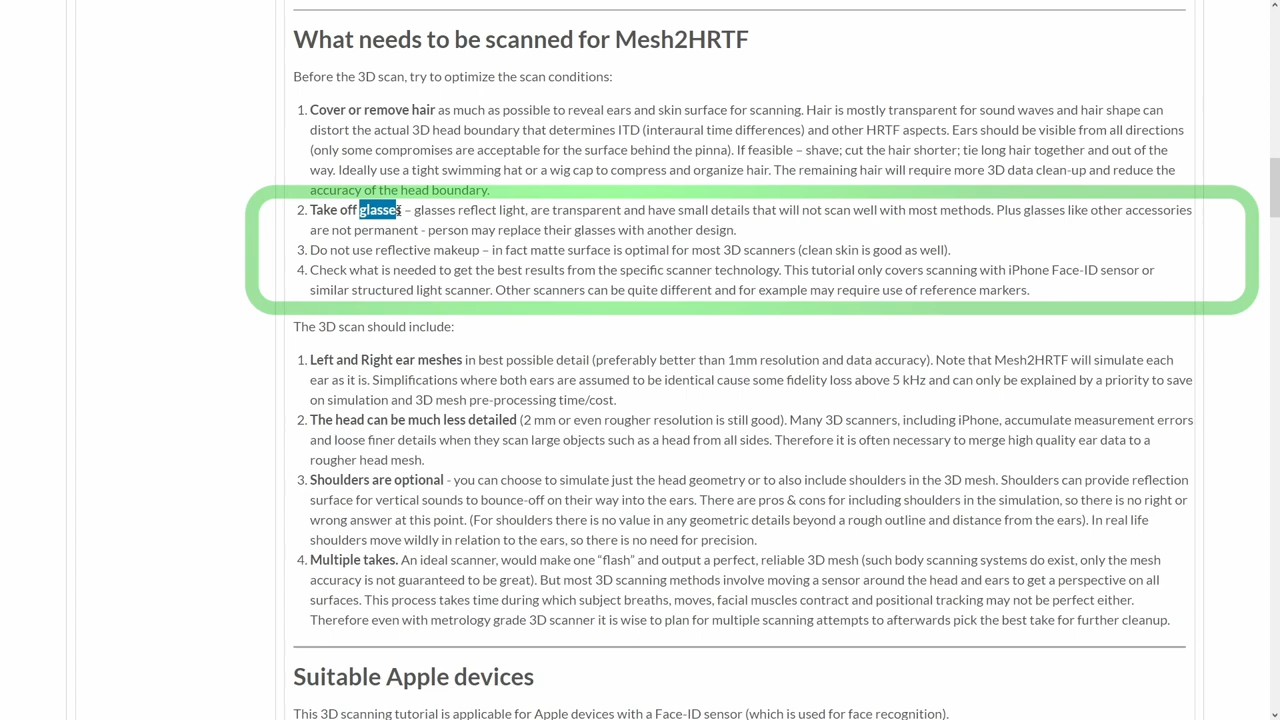 What needs to be scanned for Mesh2HRTF
Before the 3D scan, try to optimize the scan conditions:
1. Cover or remove hair as much as possible to reveal ears and skin surface for scanning. Hair is mostly transparent for sound waves and hair shape can
distort the actual 3D head boundary that determines ITD (interaural time differences) and other HRTF aspects. Ears should be visible from all directions
(only some compromises are acceptable for the surface behind the pinna). If feasible – shave; cut the hair shorter; tie long hair together and out of the
way. Ideally use a tight swimming hat or a wig cap to compress and organize hair. The remaining hair will require more 3D data clean-up and reduce the
accuracy of the head boundary.
2. Take off glasses – glasses reflect light, are transparent and have small details that will not scan well with most methods. Plus glasses like other accessories
are not permanent - person may replace their glasses with another design.
3. Do not use reflective makeup – in fact matte surface is optimal for most 3D scanners (clean skin is good as well).
4. Check what is needed to get the best results from the specific scanner technology. This tutorial only covers scanning with iPhone Face-ID sensor or
similar structured light scanner. Other scanners can be quite different and for example may require use of reference markers.
The 3D scan should include:
1. Left and Right ear meshes in best possible detail (preferably better than 1mm resolution and data accuracy). Note that Mesh2HRTF will simulate each
ear as it is. Simplifications where both ears are assumed to be identical cause some fidelity loss above 5 kHz and can only be explained by a priority to save
on simulation and 3D mesh pre-processing time/cost.
2. The head can be much less detailed (2 mm or even rougher resolution is still good). Many 3D scanners, including iPhone, accumulate measurement errors
and loose finer details when they scan large objects such as a head from all sides. Therefore it is often necessary to merge high quality ear data to a
rougher head mesh.
3. Shoulders are optional - you can choose to simulate just the head geometry or to also include shoulders in the 3D mesh. Shoulders can provide reflection
surface for vertical sounds to bounce-off on their way into the ears. There are pros & cons for including shoulders in the simulation, so there is no right or
wrong answer at this point. (For shoulders there is no value in any geometric details beyond a rough outline and distance from the ears). In real life
shoulders move wildly in relation to the ears, so there is no need for precision.
4. Multiple takes. An ideal scanner, would make one “flash” and output a perfect, reliable 3D mesh (such body scanning systems do exist, only the mesh
accuracy is not guaranteed to be great). But most 3D scanning methods involve moving a sensor around the head and ears to get a perspective on all
surfaces. This process takes time during which subject breaths, moves, facial muscles contract and positional tracking may not be perfect either.
Therefore even with metrology grade 3D scanner it is wise to plan for multiple scanning attempts to afterwards pick the best take for further cleanup.
Suitable Apple devices
This 3D scanning tutorial is applicable for Apple devices with a Face-ID sensor (which is used for face recognition).